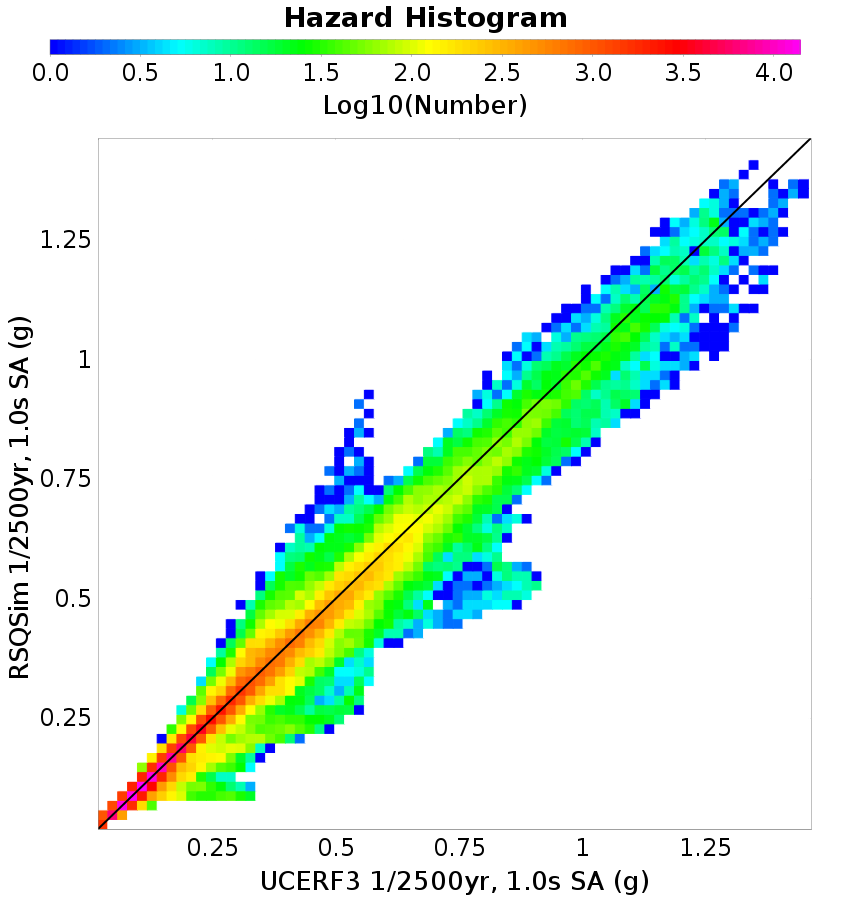 Hazard Histogram
0.0 0.5 1.0 1.5 2.0 2.5 3.0 3.5 4.0
Log10(Number)
RSQSim 1/2500yr, 1.0s SA (g)
1.25
1
0.75
0.5
0.25
0.25 0.5 0.75 1 1.25
UCERF3 1/2500yr, 1.0s SA (g)